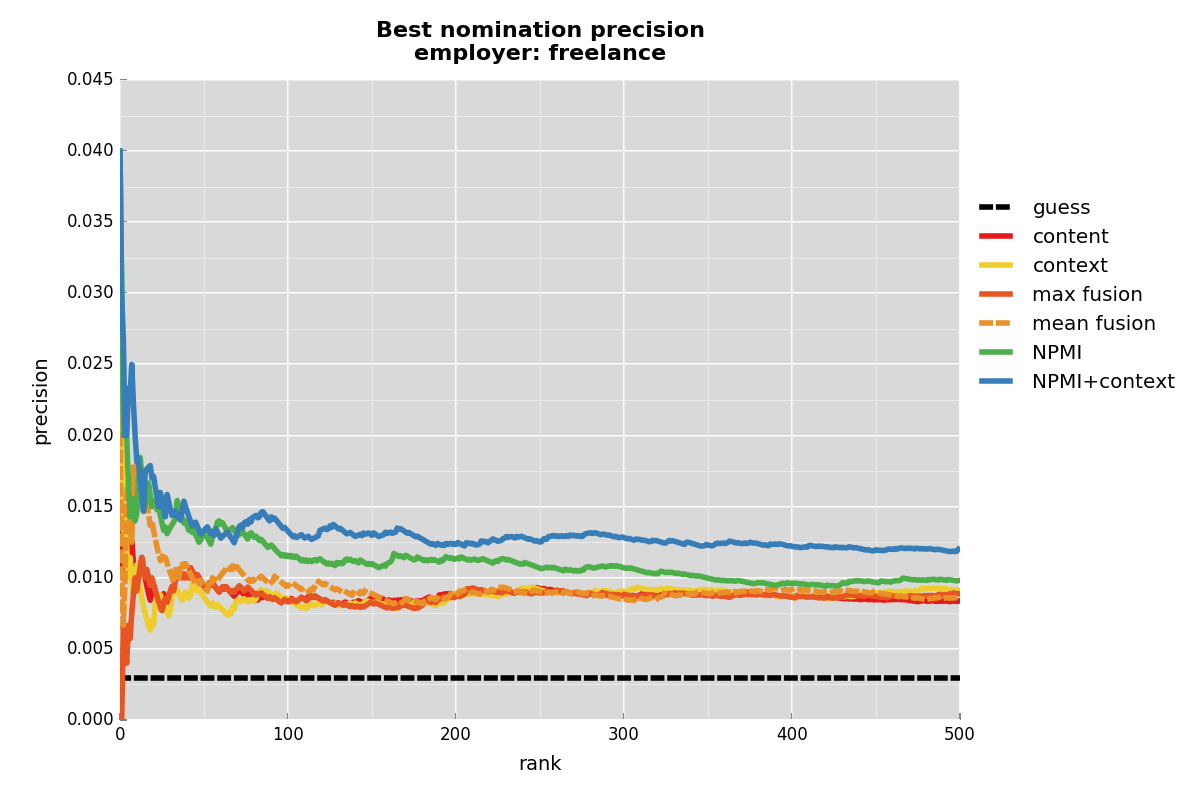 Best nomination precision
employer: freelance
precision
0.045
0.040
0.035
0.030
0.025
0.020
0.015
0.010
0.005
0.000
0
100
200
300
400
500
rank
guess
content
context
max fusion
mean fusion
NPMI
NPMI+context